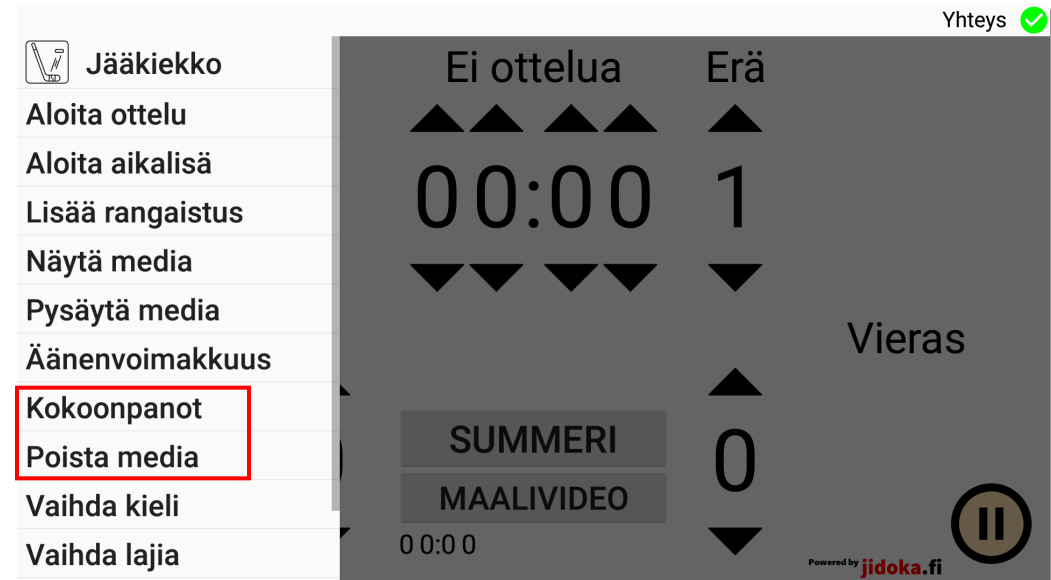 Yhteys
Jääkiekko
Aloita ottelu
Aloita aikalisä
Lisää rangaistus
Näytä media
Pysäytä media
Äänenvoimakkuus
Kokoonpanot
Poista media
Vaihda kieli
Vaihda lajia
Ei ottelua
Erä
00:00
1
Vieras
SUMMERI
0
MAALIVIDEO
00:00
Powered by jidoka.fi